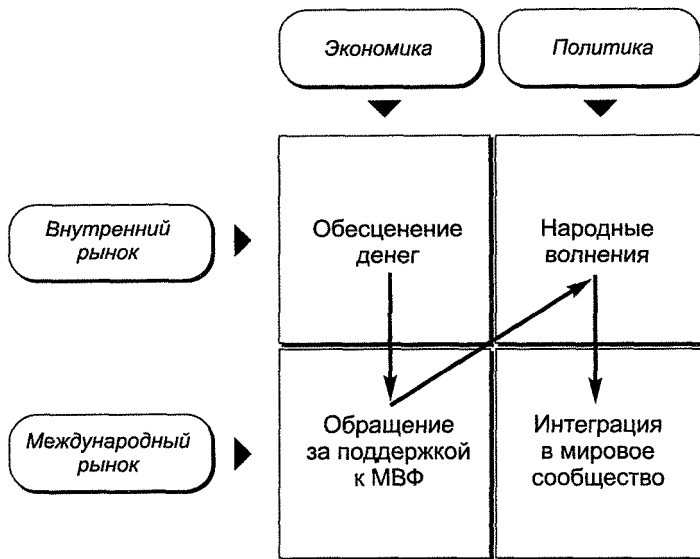 Экономика
Политика
Внутренний
рынок
Обесценение
денег
Народные
волнения
Международный
рынок
Обращение
за поддержкой
к МВФ
Интеграция
в мировое
сообщество